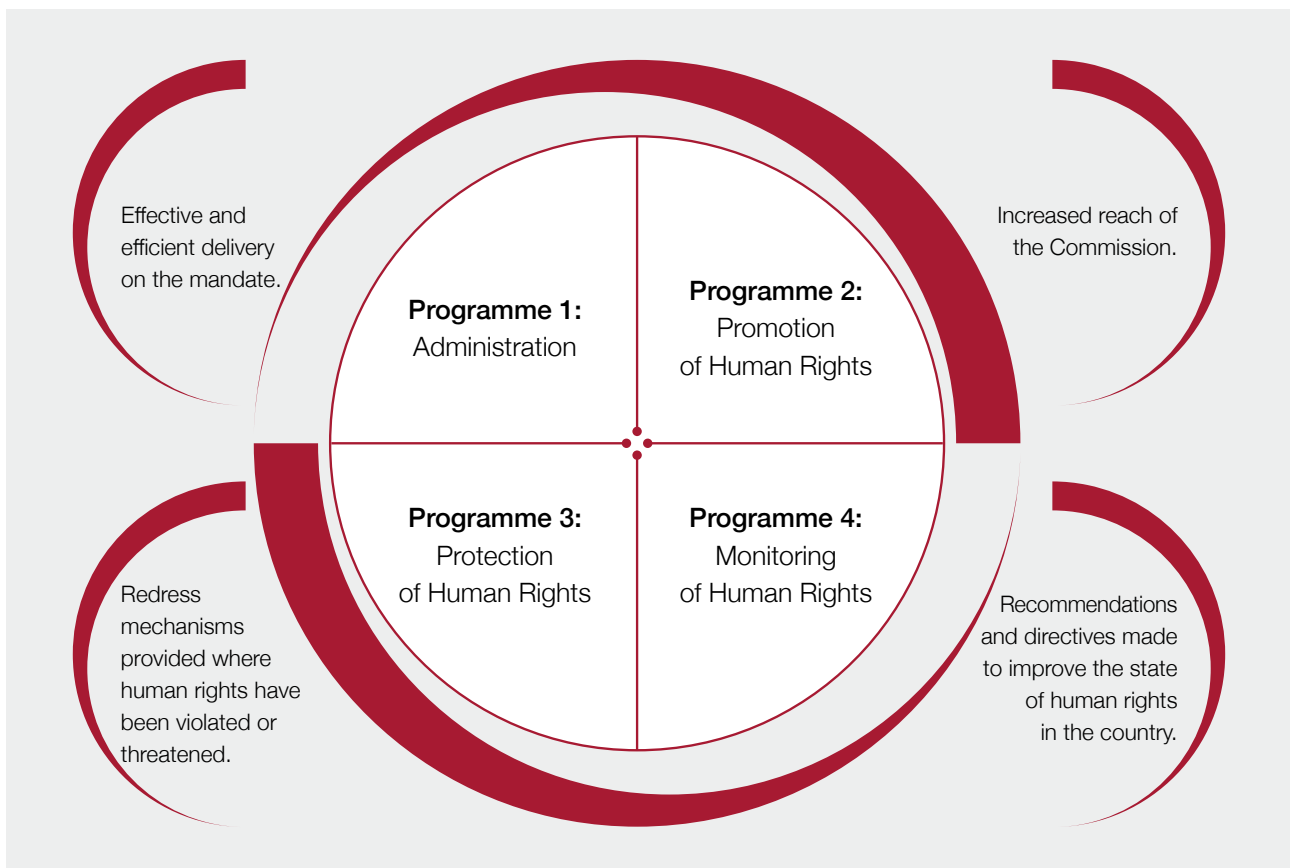 Effective and
efficient delivery
on the mandate.
Programme 1:
Administration
Programme 2:
Promotion
of Human Rights
Increased reach of
the Commission.
Redress
mechanisms
provided where
human rights have
been violated or
threatened.
Programme 3:
Protection
of Human Rights
Programme 4:
Monitoring
of Human Rights
Recommendations
and directives made
to improve the state
of human rights
in the country.